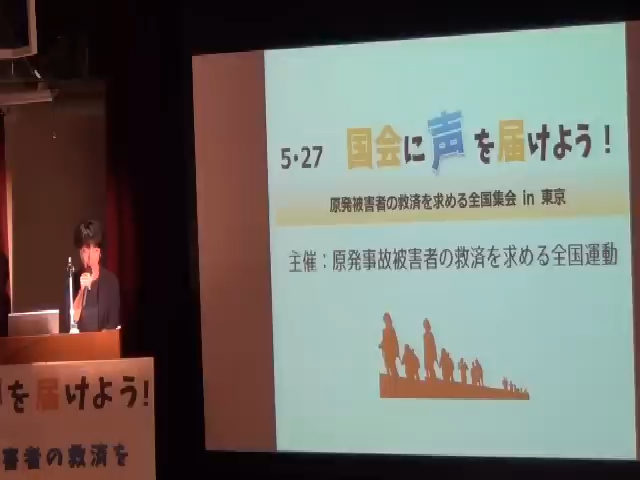 5・27 国会に声を届けよう！
原発被害者の救済を求める全国集会 in 東京
主催：原発事故被害者の救済を求める全国運動
を届けよう!
害者の救済を